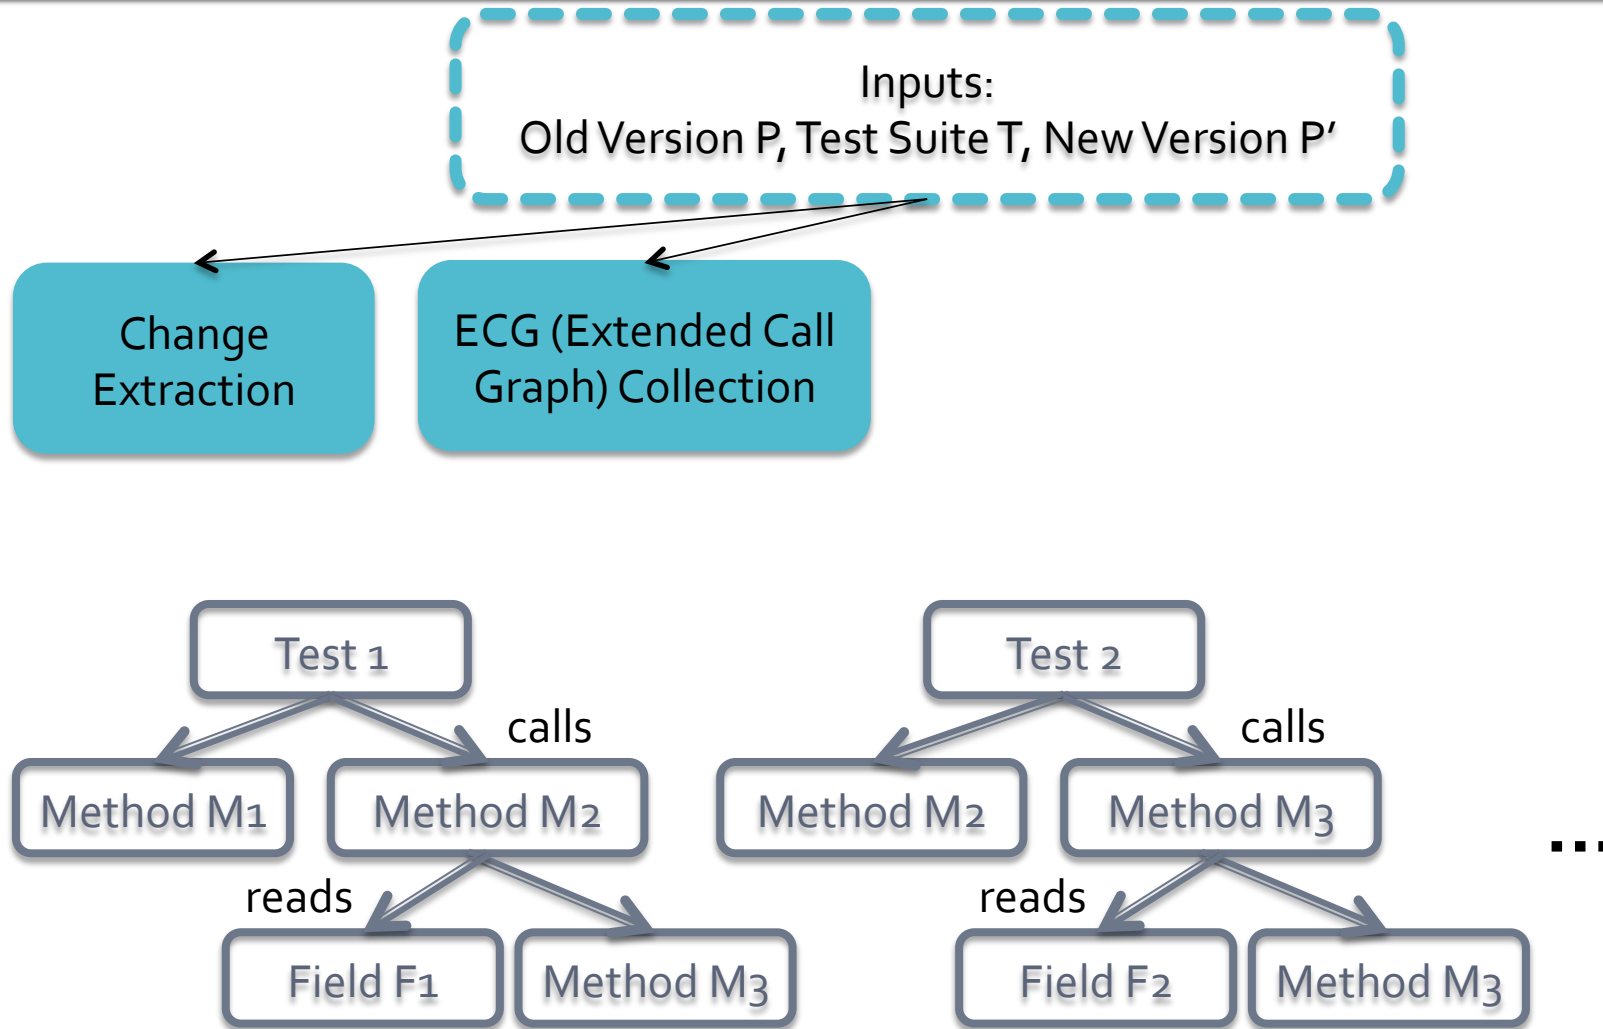 Inputs:
Old Version P, Test Suite T, New Version P’
Change
Extraction
ECG (Extended Call
Graph) Collection
Test 1
Test 2
calls
calls
Method M1
Method M2
Method M2
Method M3
...
reads
reads
Field F1
Method M3
Field F2
Method M3